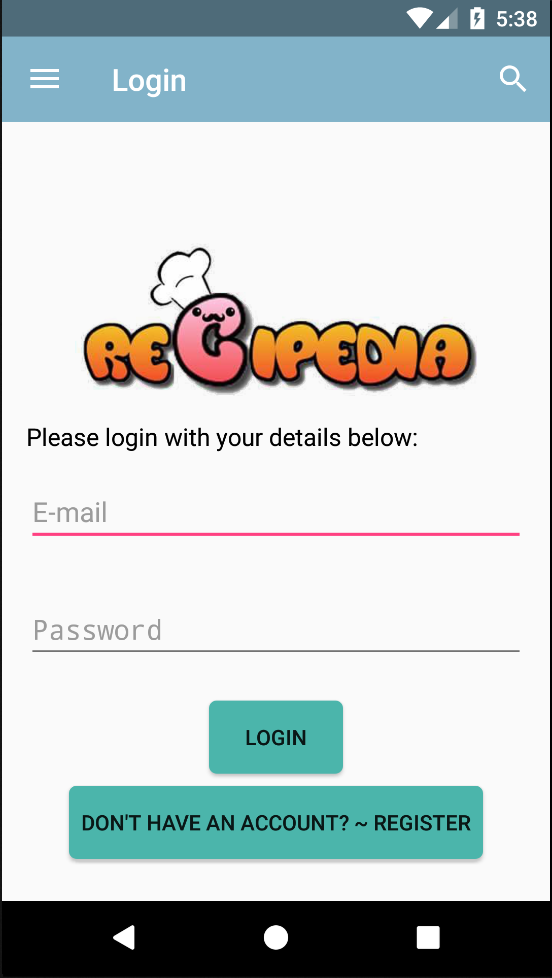 5:38
Login
RECIPEDIA
Please login with your details below:
E-mail
Password
LOGIN
DON'T HAVE AN ACCOUNT? ~ REGISTER